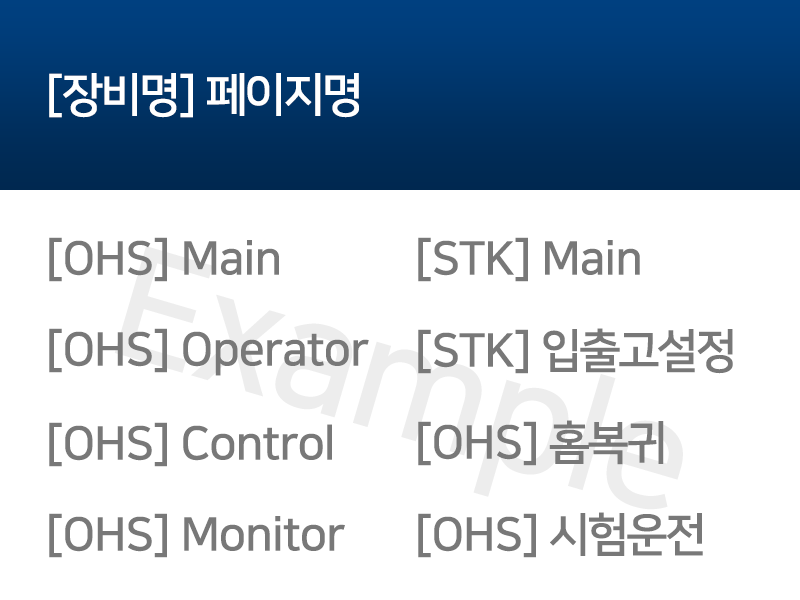 [장비명] 페이지명
[OHS] Main
[STK] Main
[OHS] Operator
[STK] 입출고설정
[OHS] Control
[OHS] 홈복귀
[OHS] Monitor
[OHS] 시험운전
Example